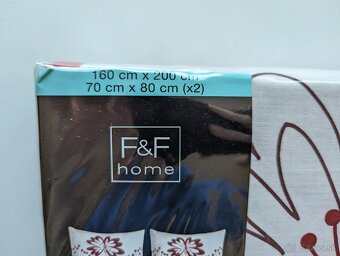 160 cm x 200 cm
70 cm x 80 cm (x2)
F&F
home